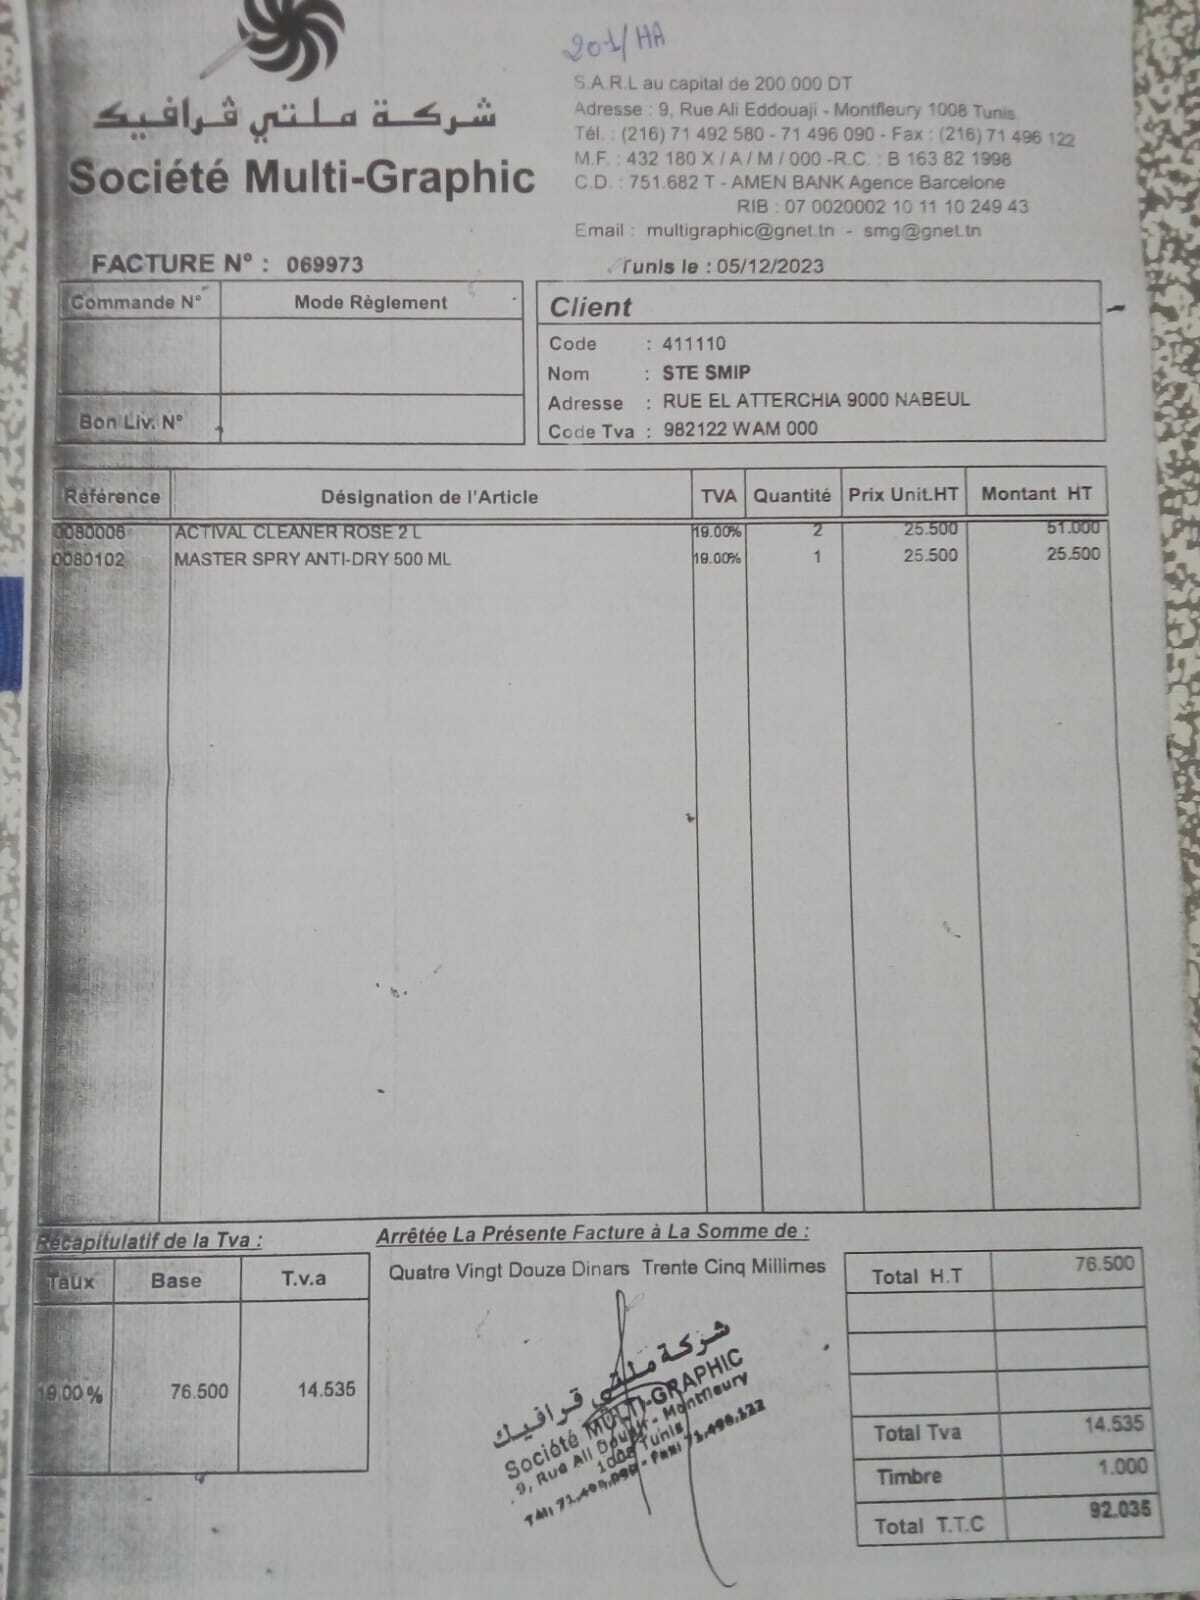 201/HA
شركة ملتي ڤرافيك
Société Multi-Graphic
S.A.R.L au capital de 200 000 DT
Adresse : 9, Rue Ali Eddouaji - Montfleury 1008 Tunis
Tél. : (216) 71 492 580 - 71 496 090 - Fax : (216) 71 496 122
M.F. : 432 180 X / A / M / 000 -R.C. : B 163 82 1998
C.D. : 751.682 T - AMEN BANK Agence Barcelone
RIB : 07 0020002 10 11 10 249 43
Email : multigraphic@gnet.tn - smg@gnet.tn
FACTURE N° : 069973
Tunis le : 05/12/2023
Commande N° Mode Règlement
Bon Liv. N°
Client
Code : 411110
Nom : STE SMIP
Adresse : RUE EL ATTERCHIA 9000 NABEUL
Code Tva : 982122 WAM 000
Référence Désignation de l'Article TVA Quantité Prix Unit.HT Montant HT
0080006 ACTIVAL CLEANER ROSE 2 L 19.00% 2 25.500 51.000
0080102 MASTER SPRY ANTI-DRY 500 ML 19.00% 1 25.500 25.500
Récapitulatif de la Tva :
Taux Base T.v.a
19.00 % 76.500 14.535
Arrêtée La Présente Facture à La Somme de :
Quatre Vingt Douze Dinars Trente Cinq Millimes
شركة ملتي ڤرافيك
Société MULTI-GRAPHIC
9, Rue Ali - Montfleury
1008 Tunis
Fax: 71.496.122
Total H.T 76.500
Total Tva 14.535
Timbre 1.000
Total T.T.C 92.035